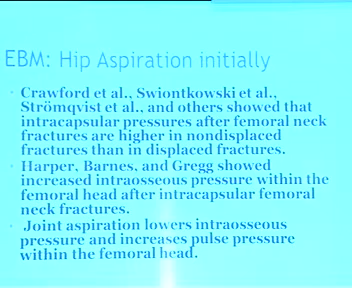 EBM: Hip Aspiration initially
Crawford et al., Swiontkowski et al.,
Strömqvist et al., and others showed that
intracapsular pressures after femoral neck
fractures are higher in nondisplaced
fractures than in displaced fractures.
Harper, Barnes, and Gregg showed
increased intraosseous pressure within the
femoral head after intracapsular femoral
neck fractures.
Joint aspiration lowers intraosseous
pressure and increases pulse pressure
within the femoral head.